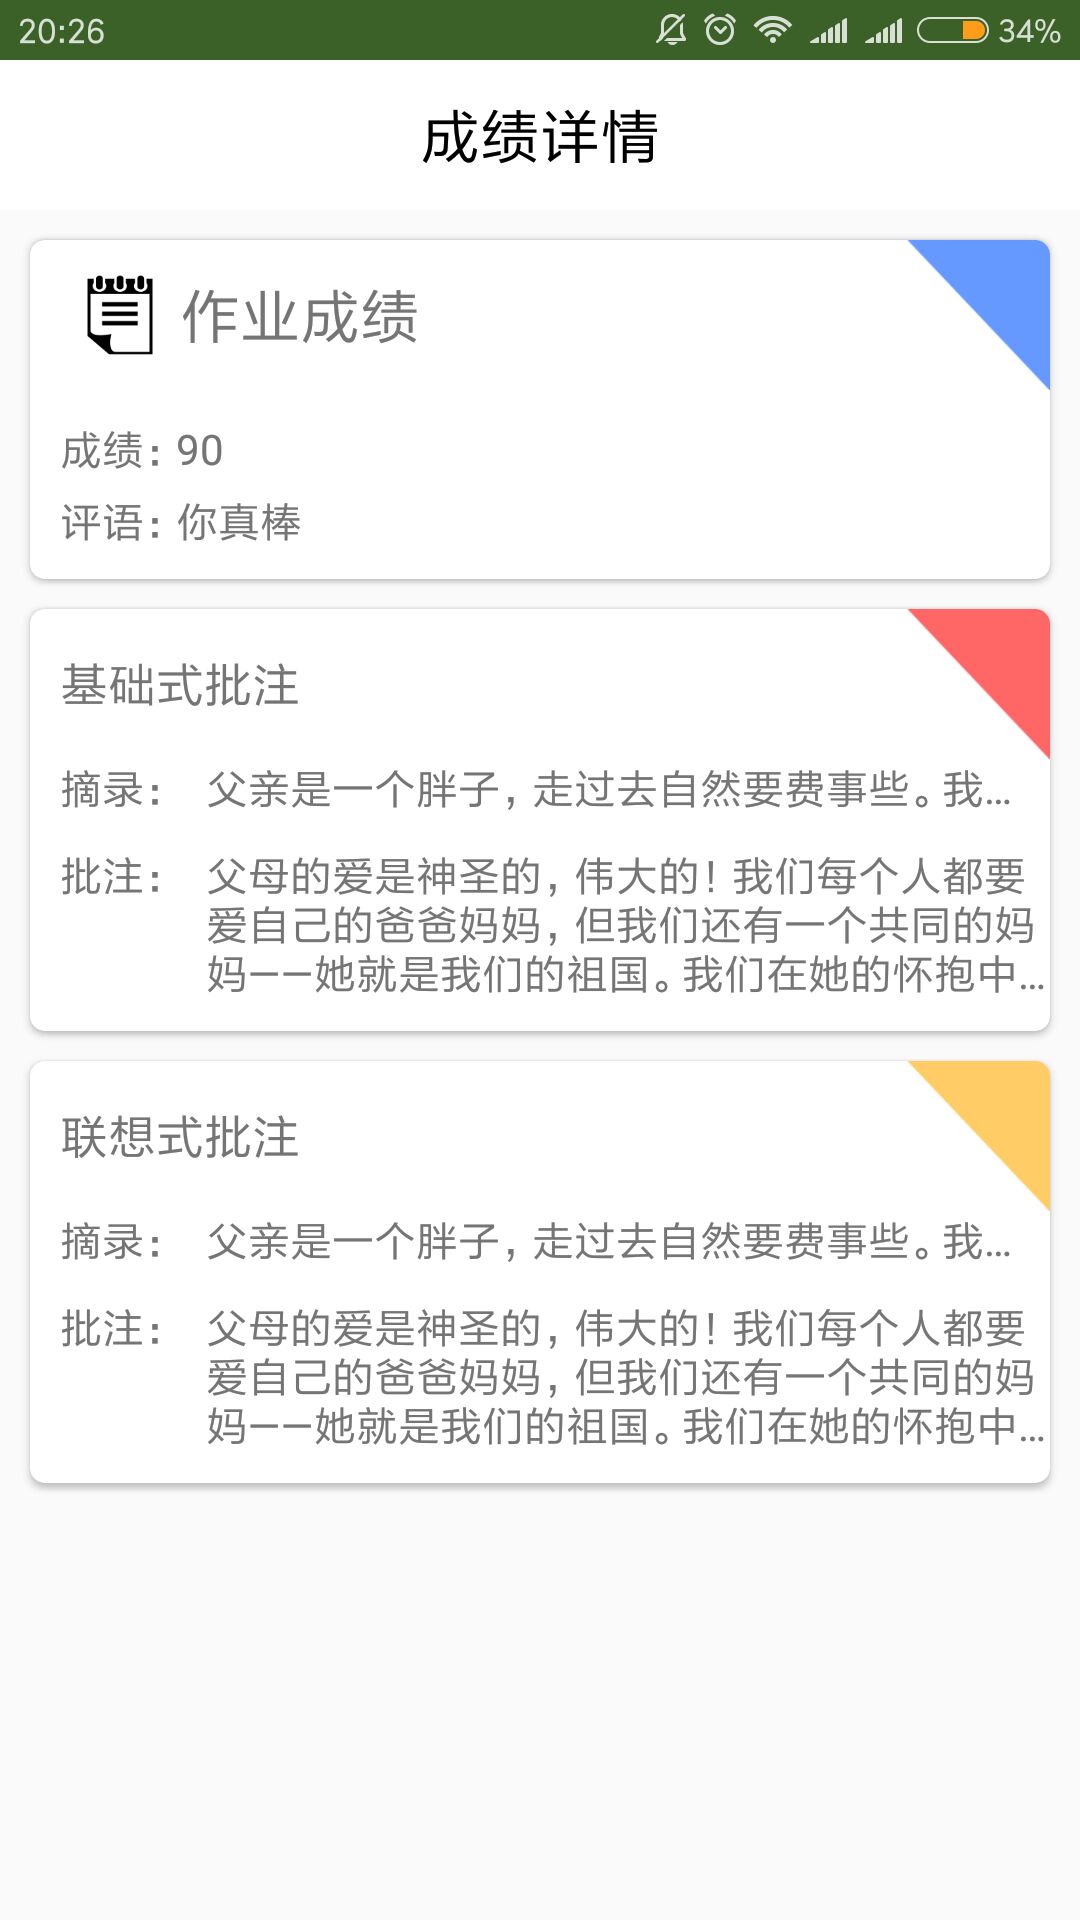 20:26 34%
成绩详情
作业成绩
成绩：90
评语：你真棒
基础式批注
摘录： 父亲是一个胖子，走过去自然要费事些。我...
批注： 父母的爱是神圣的，伟大的！我们每个人都要
爱自己的爸爸妈妈，但我们还有一个共同的妈
妈——她就是我们的祖国。我们在她的怀抱中...
联想式批注
摘录： 父亲是一个胖子，走过去自然要费事些。我...
批注： 父母的爱是神圣的，伟大的！我们每个人都要
爱自己的爸爸妈妈，但我们还有一个共同的妈
妈——她就是我们的祖国。我们在她的怀抱中...